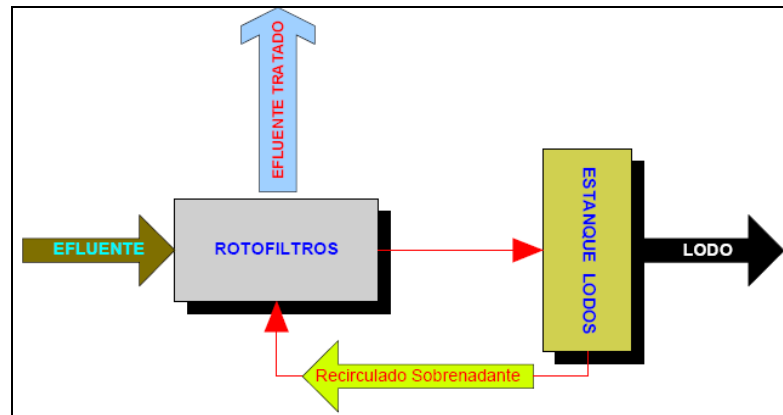 EFLUENTE TRATADO
EFLUENTE
ROTOFILTROS
ESTANQUE LODOS
LODO
Recirculado Sobrenadante